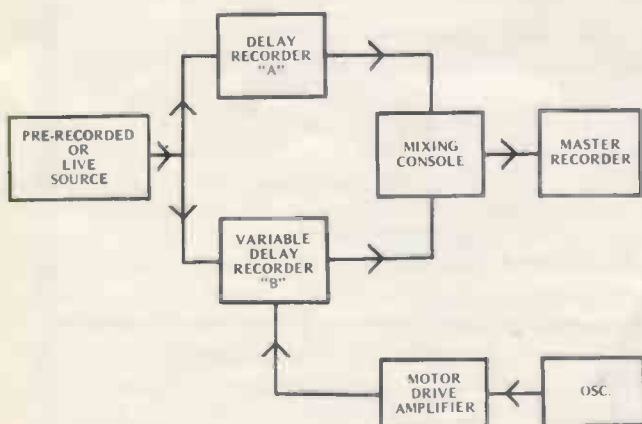 PRE-RECORDED
OR
LIVE
SOURCE
DELAY
RECORDER
"A"
VARIABLE
DELAY
RECORDER
"B"
MIXING
CONSOLE
MASTER
RECORDER
MOTOR
DRIVE
AMPLIFIER
OSC.